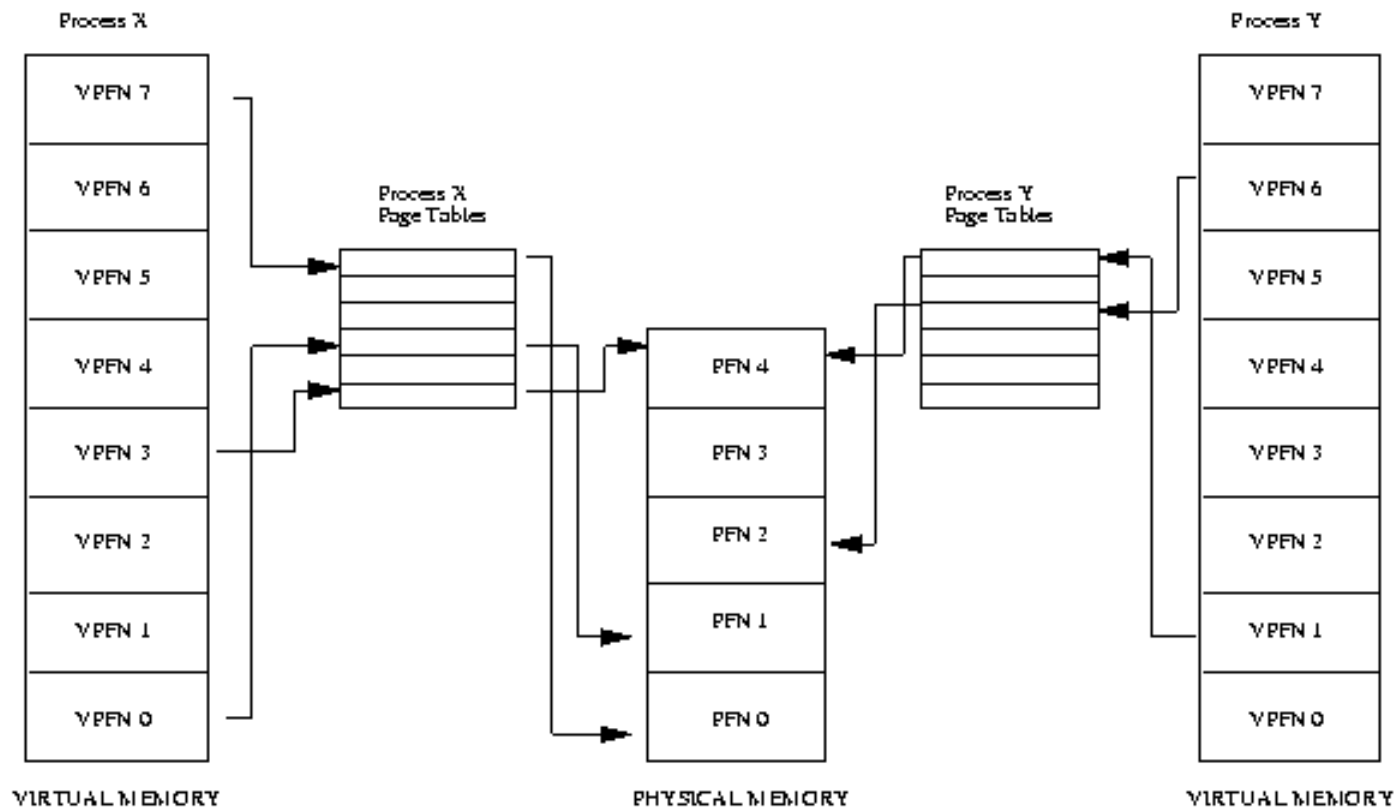 Process X
Process Y
VPFN 7
VPFN 6
VPFN 5
VPFN 4
VPFN 3
VPFN 2
VPFN 1
VPFN 0
VIRTUAL MEMORY
Process X
Page Tables
PFN 4
PFN 3
PFN 2
PFN 1
PFN 0
PHYSICAL MEMORY
Process Y
Page Tables
VPFN 7
VPFN 6
VPFN 5
VPFN 4
VPFN 3
VPFN 2
VPFN 1
VPFN 0
VIRTUAL MEMORY